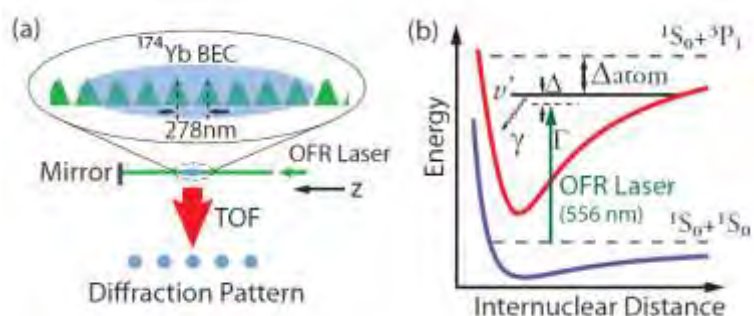 (a)
¹⁷⁴Yb BEC
278nm
Mirror
OFR Laser
z
TOF
Diffraction Pattern
(b)
Energy
¹S₀+³P₁
Δatom
Δ
ν'
γ
Γ
OFR Laser
(556 nm)
¹S₀+¹S₀
Internuclear Distance